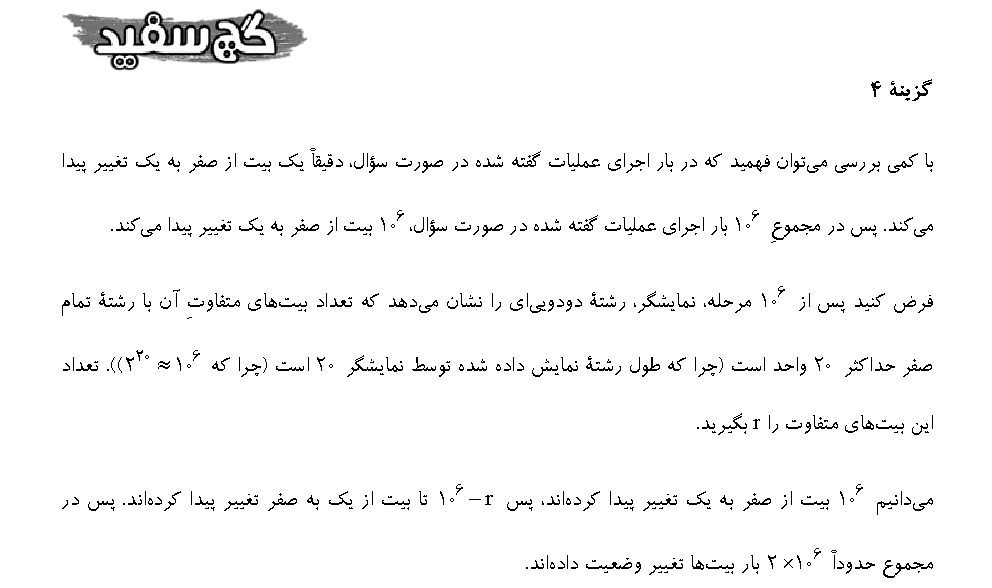 گچ سفید
گزینهٔ ۴
با کمی بررسی می‌توان فهمید که در بار اجرای عملیات گفته شده در صورت سؤال، دقیقاً یک بیت از صفر به یک تغییر پیدا
می‌کند. پس در مجموعِ ۱۰^۶ بار اجرای عملیات گفته شده در صورت سؤال، ۱۰^۶ بیت از صفر به یک تغییر پیدا می‌کند.
فرض کنید پس از ۱۰^۶ مرحله، نمایشگر، رشتهٔ دودویی‌ای را نشان می‌دهد که تعداد بیت‌های متفاوتِ آن با رشتهٔ تمام
صفر حداکثر ۲۰ واحد است (چرا که طول رشتهٔ نمایش داده شده توسط نمایشگر ۲۰ است (چرا که ۲^۲۰ ≈ ۱۰^۶)). تعداد
این بیت‌های متفاوت را r بگیرید.
می‌دانیم ۱۰^۶ بیت از صفر به یک تغییر پیدا کرده‌اند، پس ۱۰^۶ − r تا بیت از یک به صفر تغییر پیدا کرده‌اند. پس در
مجموع حدوداً ۲×۱۰^۶ بار بیت‌ها تغییر وضعیت داده‌اند.